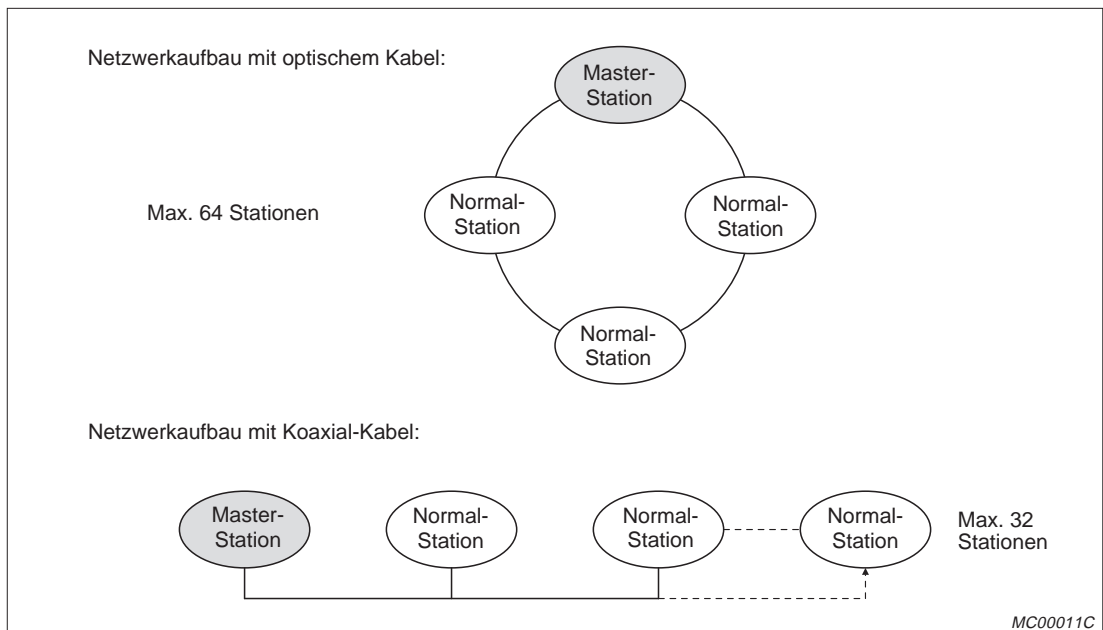 Netzwerkaufbau mit optischem Kabel:
Master-
Station
Max. 64 Stationen
Normal-
Station
Normal-
Station
Normal-
Station
Netzwerkaufbau mit Koaxial-Kabel:
Master-
Station
Normal-
Station
Normal-
Station
Normal-
Station
Max. 32
Stationen
MC00011C